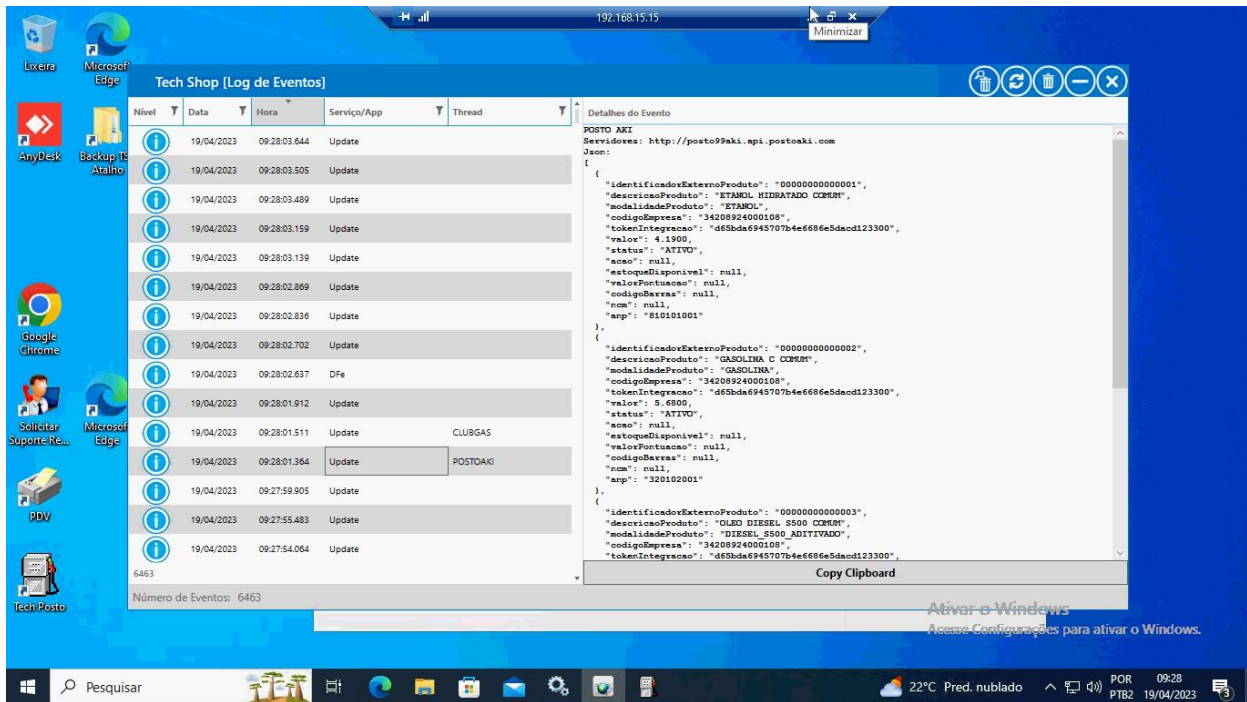 192.168.15.15
Minimizar
Lixeira
Microsof
Edge
AnyDesk
Backup TS
Atalho
Google
Chrome
Solicitar
Suporte Re...
Microsof
Edge
PDV
Tech Posto
Tech Shop [Log de Eventos]
Nível Data Hora Serviço/App Thread
19/04/2023 09:28:03.644 Update
19/04/2023 09:28:03.505 Update
19/04/2023 09:28:03.489 Update
19/04/2023 09:28:03.159 Update
19/04/2023 09:28:03.139 Update
19/04/2023 09:28:02.869 Update
19/04/2023 09:28:02.836 Update
19/04/2023 09:28:02.702 Update
19/04/2023 09:28:02.637 DFe
19/04/2023 09:28:01.912 Update
19/04/2023 09:28:01.511 Update CLUBGAS
19/04/2023 09:28:01.364 Update POSTOAKI
19/04/2023 09:27:59.905 Update
19/04/2023 09:27:55.483 Update
19/04/2023 09:27:54.064 Update
6463
Número de Eventos: 6463
Detalhes do Evento
POSTO AKI
Servidores: http://posto99aki.api.postoaki.com
Json:
[
{
"identificadorExternoProduto": "00000000000001",
"descricaoProduto": "ETANOL HIDRATADO COMUM",
"modalidadeProduto": "ETANOL",
"codigoEmpresa": "34208924000108",
"tokenIntegracao": "d65bda6945707b4e6686e5dacd123300",
"valor": 4.1900,
"status": "ATIVO",
"acao": null,
"estoqueDisponivel": null,
"valorPontuacao": null,
"codigoBarras": null,
"ncm": null,
"anp": "810101001"
},
{
"identificadorExternoProduto": "00000000000002",
"descricaoProduto": "GASOLINA C COMUM",
"modalidadeProduto": "GASOLINA",
"codigoEmpresa": "34208924000108",
"tokenIntegracao": "d65bda6945707b4e6686e5dacd123300",
"valor": 5.6800,
"status": "ATIVO",
"acao": null,
"estoqueDisponivel": null,
"valorPontuacao": null,
"codigoBarras": null,
"ncm": null,
"anp": "320102001"
},
{
"identificadorExternoProduto": "00000000000003",
"descricaoProduto": "OLEO DIESEL S500 COMUM",
"modalidadeProduto": "DIESEL_S500_ADITIVADO",
"codigoEmpresa": "34208924000108",
"tokenIntegracao": "d65bda6945707b4e6686e5dacd123300",
Copy Clipboard
Ativar o Windows
Acesse Configurações para ativar o Windows.
Pesquisar
22°C Pred. nublado
POR
PTB2
09:28
19/04/2023
3